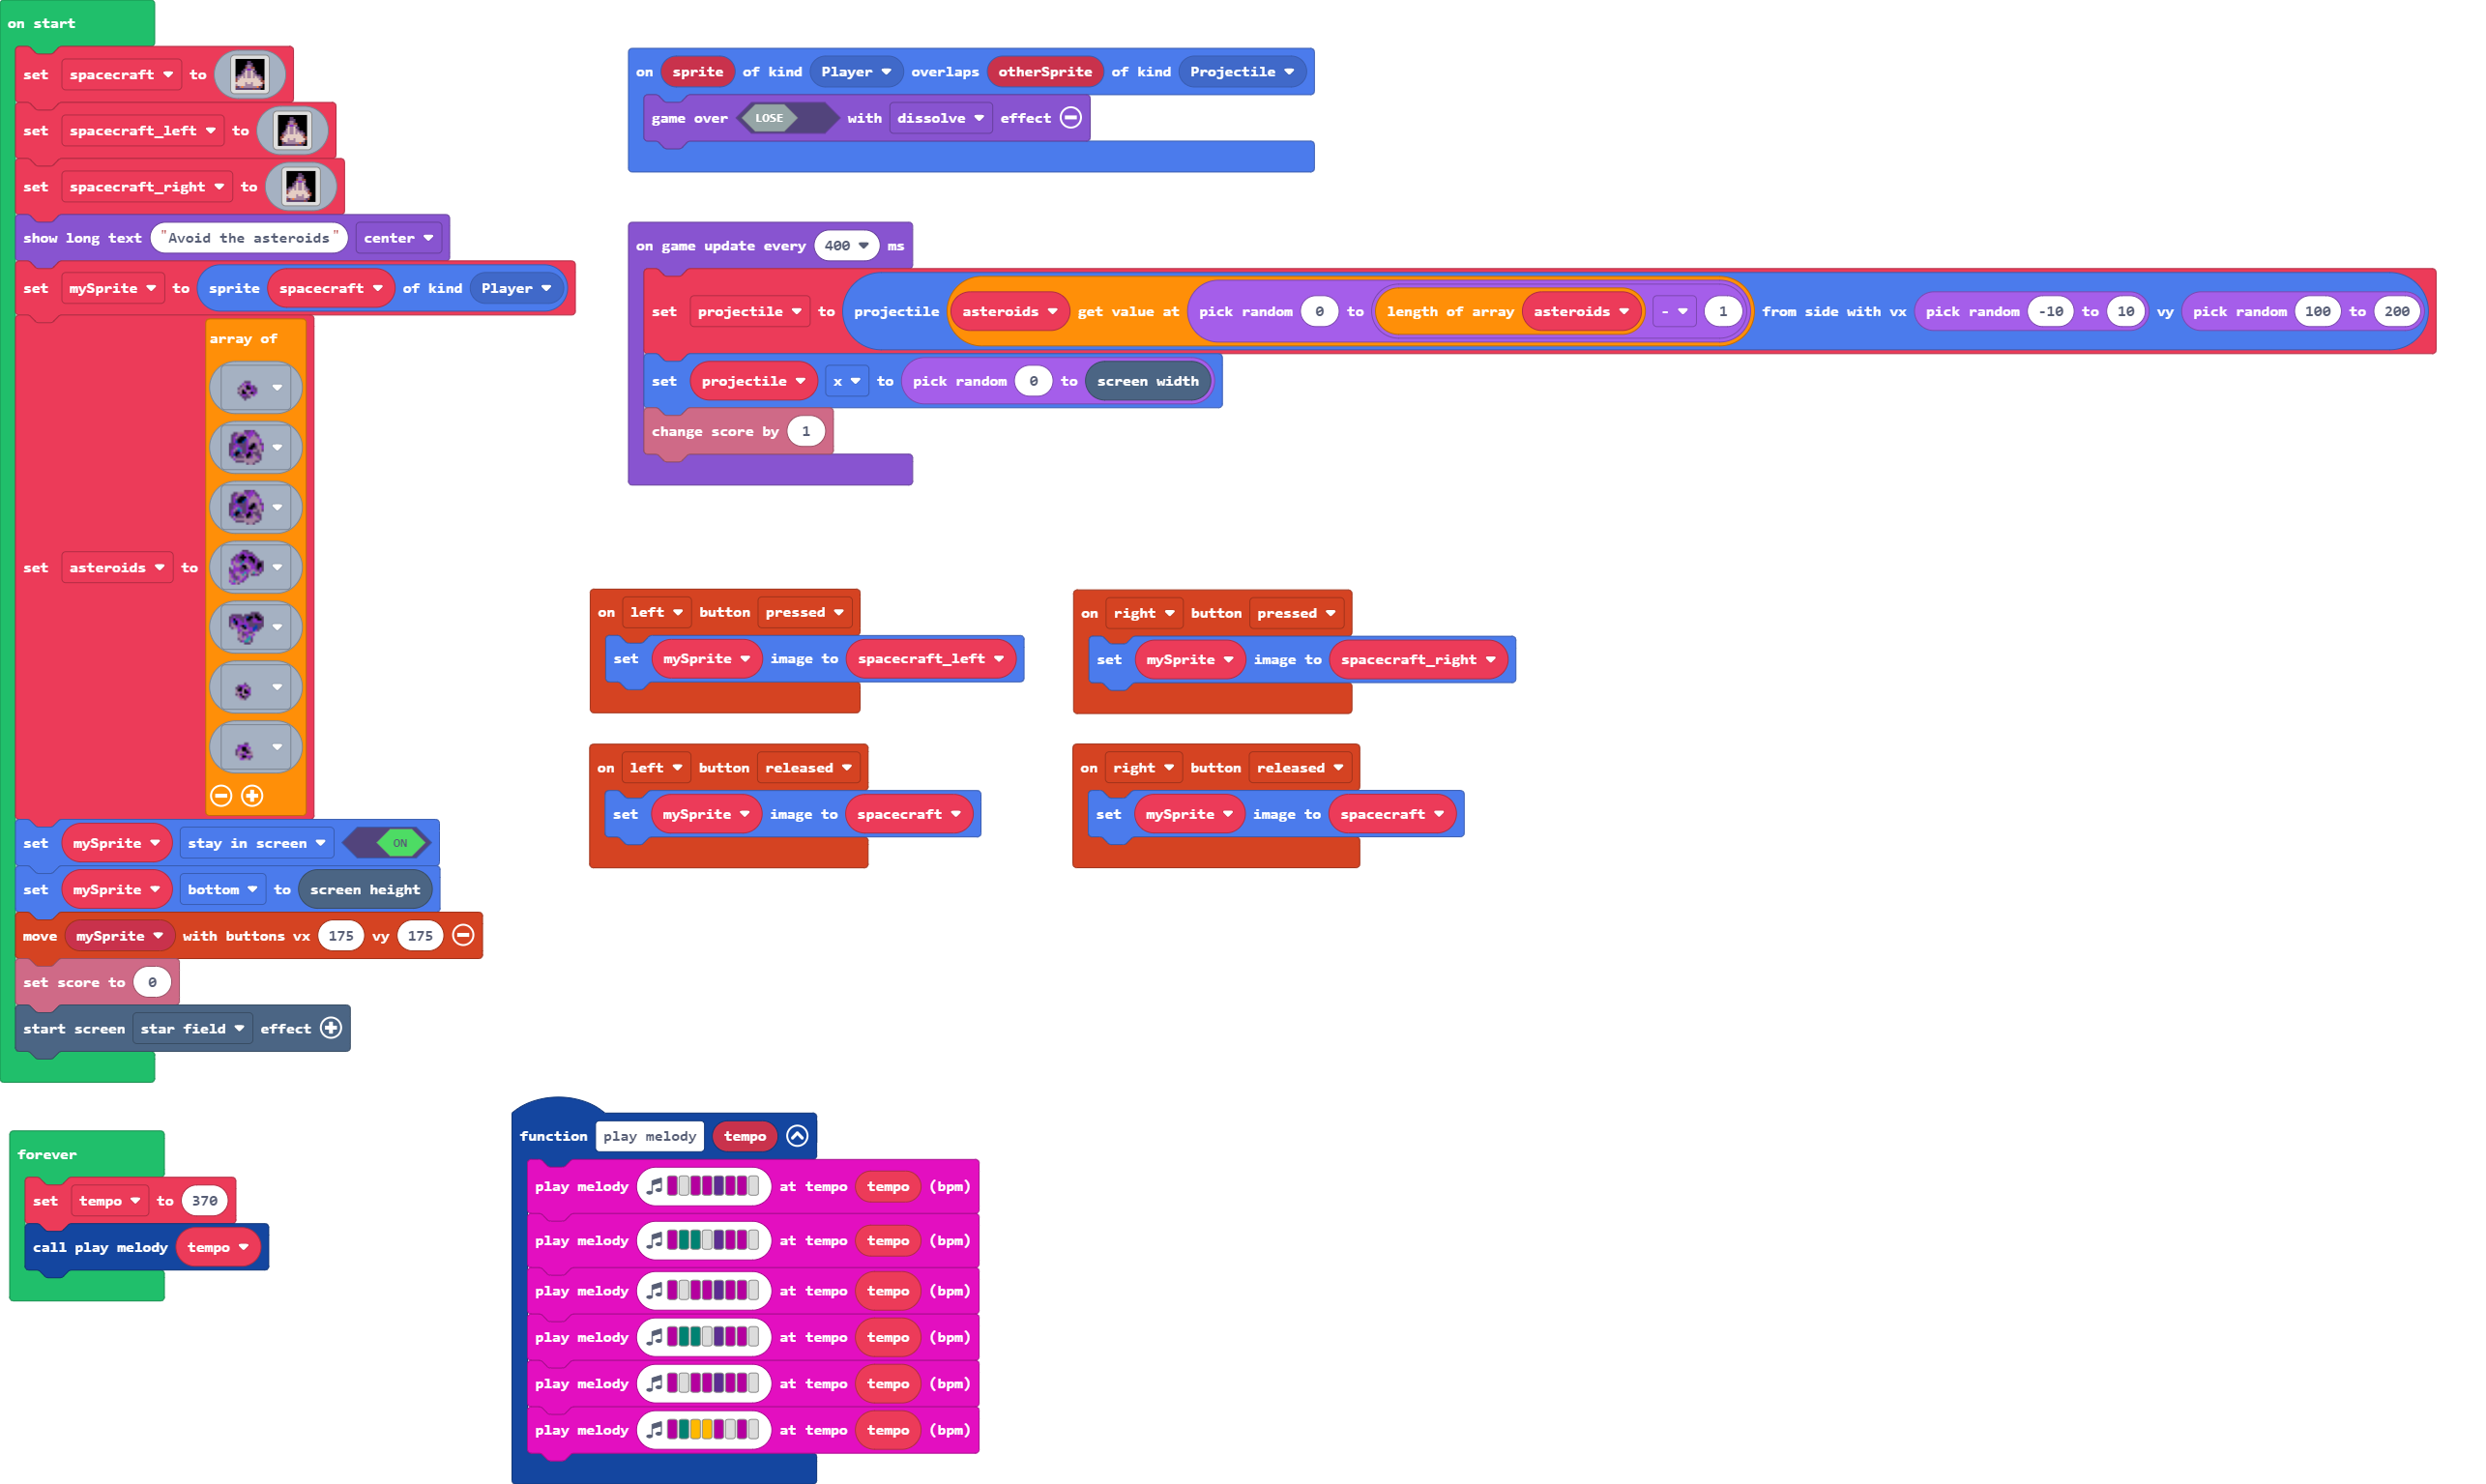 on start
set spacecraft to
set spacecraft_left to
set spacecraft_right to
show long text "Avoid the asteroids" center
set mySprite to sprite spacecraft of kind Player
array of
set asteroids to
set mySprite stay in screen ON
set mySprite bottom to screen height
move mySprite with buttons vx 175 vy 175
set score to 0
start screen star field effect
on sprite of kind Player overlaps otherSprite of kind Projectile
game over LOSE with dissolve effect
on game update every 400 ms
set projectile to projectile asteroids get value at pick random 0 to length of array asteroids - 1 from side with vx pick random -10 to 10 vy pick random 100 to 200
set projectile x to pick random 0 to screen width
change score by 1
on left button pressed
set mySprite image to spacecraft_left
on right button pressed
set mySprite image to spacecraft_right
on left button released
set mySprite image to spacecraft
on right button released
set mySprite image to spacecraft
forever
set tempo to 370
call play melody tempo
function play melody tempo
play melody at tempo tempo (bpm)
play melody at tempo tempo (bpm)
play melody at tempo tempo (bpm)
play melody at tempo tempo (bpm)
play melody at tempo tempo (bpm)
play melody at tempo tempo (bpm)